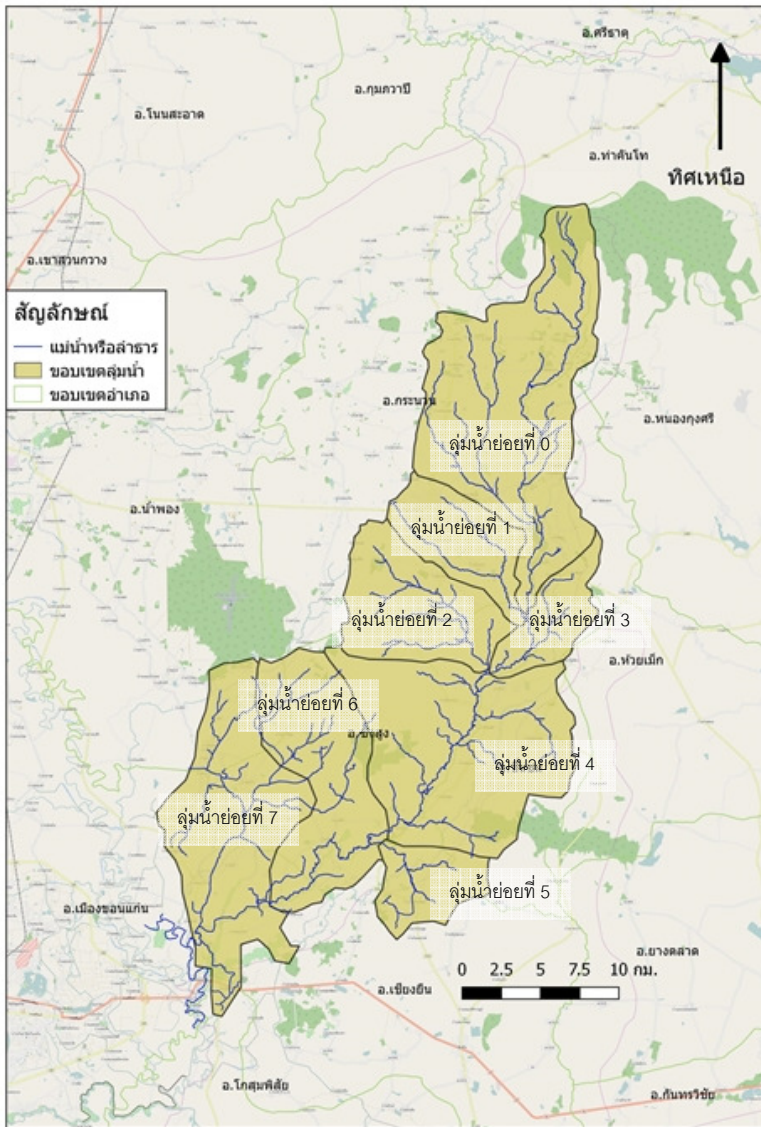 อ.ศรีธาตุ
อ.กุมภวาปี
อ.โนนสะอาด
อ.ท่าคันโท
ทิศเหนือ
อ.เขาสวนกวาง
สัญลักษณ์
แม่น้ำหรือลำธาร
ขอบเขตลุ่มน้ำ
ขอบเขตอำเภอ
อ.กระนวน
อ.หนองกุงศรี
ลุ่มน้ำย่อยที่ 0
อ.น้ำพอง
ลุ่มน้ำย่อยที่ 1
ลุ่มน้ำย่อยที่ 2
ลุ่มน้ำย่อยที่ 3
อ.ห้วยเม็ก
ลุ่มน้ำย่อยที่ 6
อ.ซำสูง
ลุ่มน้ำย่อยที่ 4
ลุ่มน้ำย่อยที่ 7
ลุ่มน้ำย่อยที่ 5
อ.เมืองขอนแก่น
อ.ยางตลาด
0 2.5 5 7.5 10 กม.
อ.เชียงยืน
อ.โกสุมพิสัย
อ.กันทรวิชัย